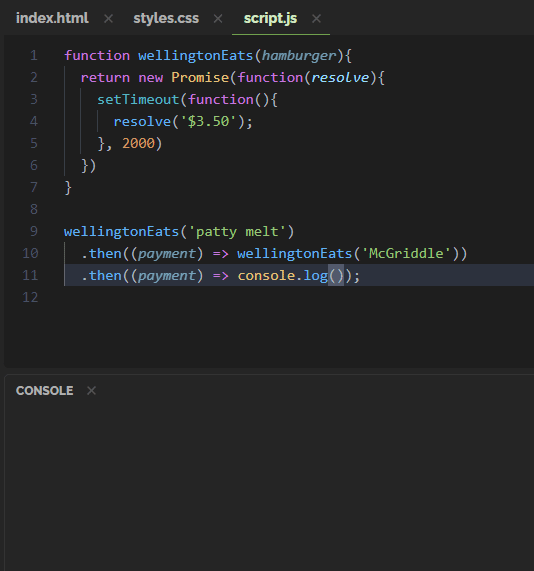 index.html × styles.css × script.js ×
1 function wellingtonEats(hamburger){
2 return new Promise(function(resolve){
3 setTimeout(function(){
4 resolve('$3.50');
5 }, 2000)
6 })
7 }
8
9 wellingtonEats('patty melt')
10 .then((payment) => wellingtonEats('McGriddle'))
11 .then((payment) => console.log());
12
CONSOLE ×